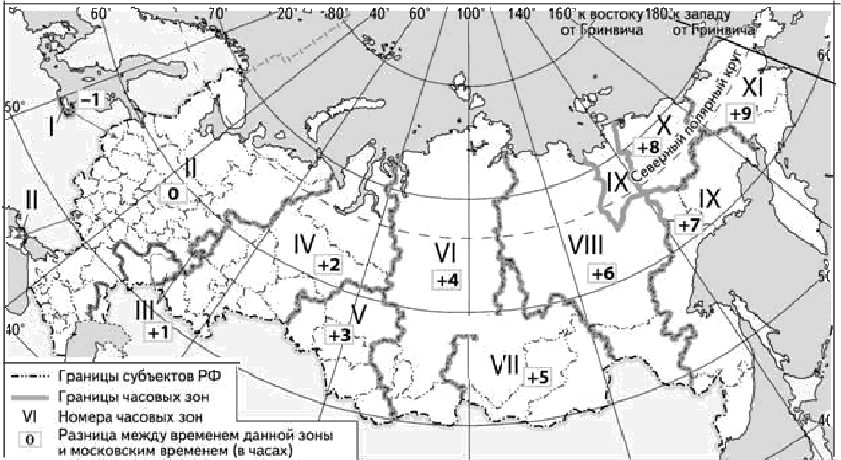 70°
60°
20°
-80
40°
60°
80°
100°
120°
140°
160° к востоку
от Гринвича
180° к западу
от Гринвича
−1
I
50°
II
0
II
Северный полярный круг
XI
+9
X
+8
IX
IX
+7
IV
+2
VI
+4
VIII
+6
III
+1
V
+3
VII
+5
40°
50
40
60
Границы субъектов РФ
Границы часовых зон
VI Номера часовых зон
0 Разница между временем данной зоны
и московским временем (в часах)